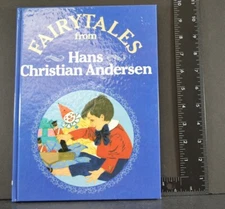 FAIRYTALES
from
Hans
Christian Andersen